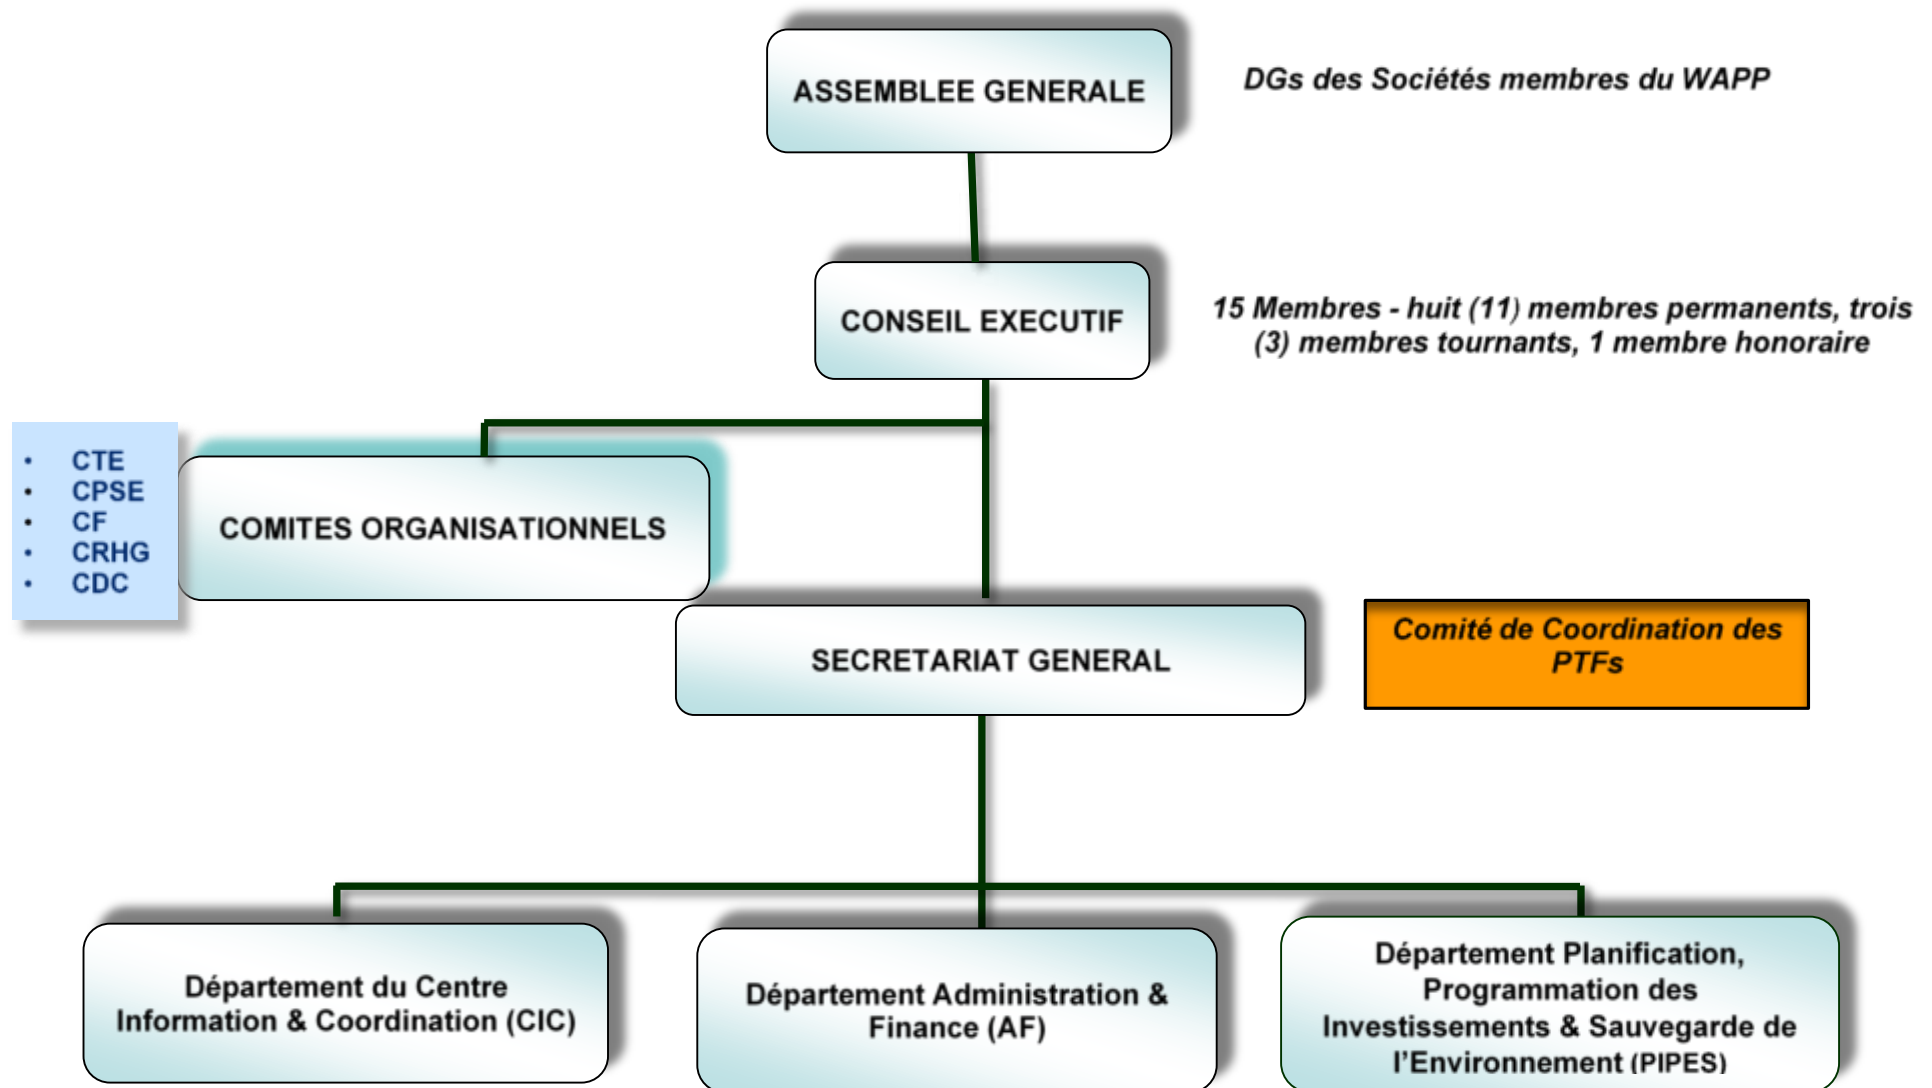 ASSEMBLEE GENERALE
DGs des Sociétés membres du WAPP
CONSEIL EXECUTIF
15 Membres - huit (11) membres permanents, trois
(3) membres tournants, 1 membre honoraire
• CTE
• CPSE
• CF
• CRHG
• CDC
COMITES ORGANISATIONNELS
SECRETARIAT GENERAL
Comité de Coordination des
PTFs
Département du Centre
Information & Coordination (CIC)
Département Administration &
Finance (AF)
Département Planification,
Programmation des
Investissements & Sauvegarde de
l'Environnement (PIPES)